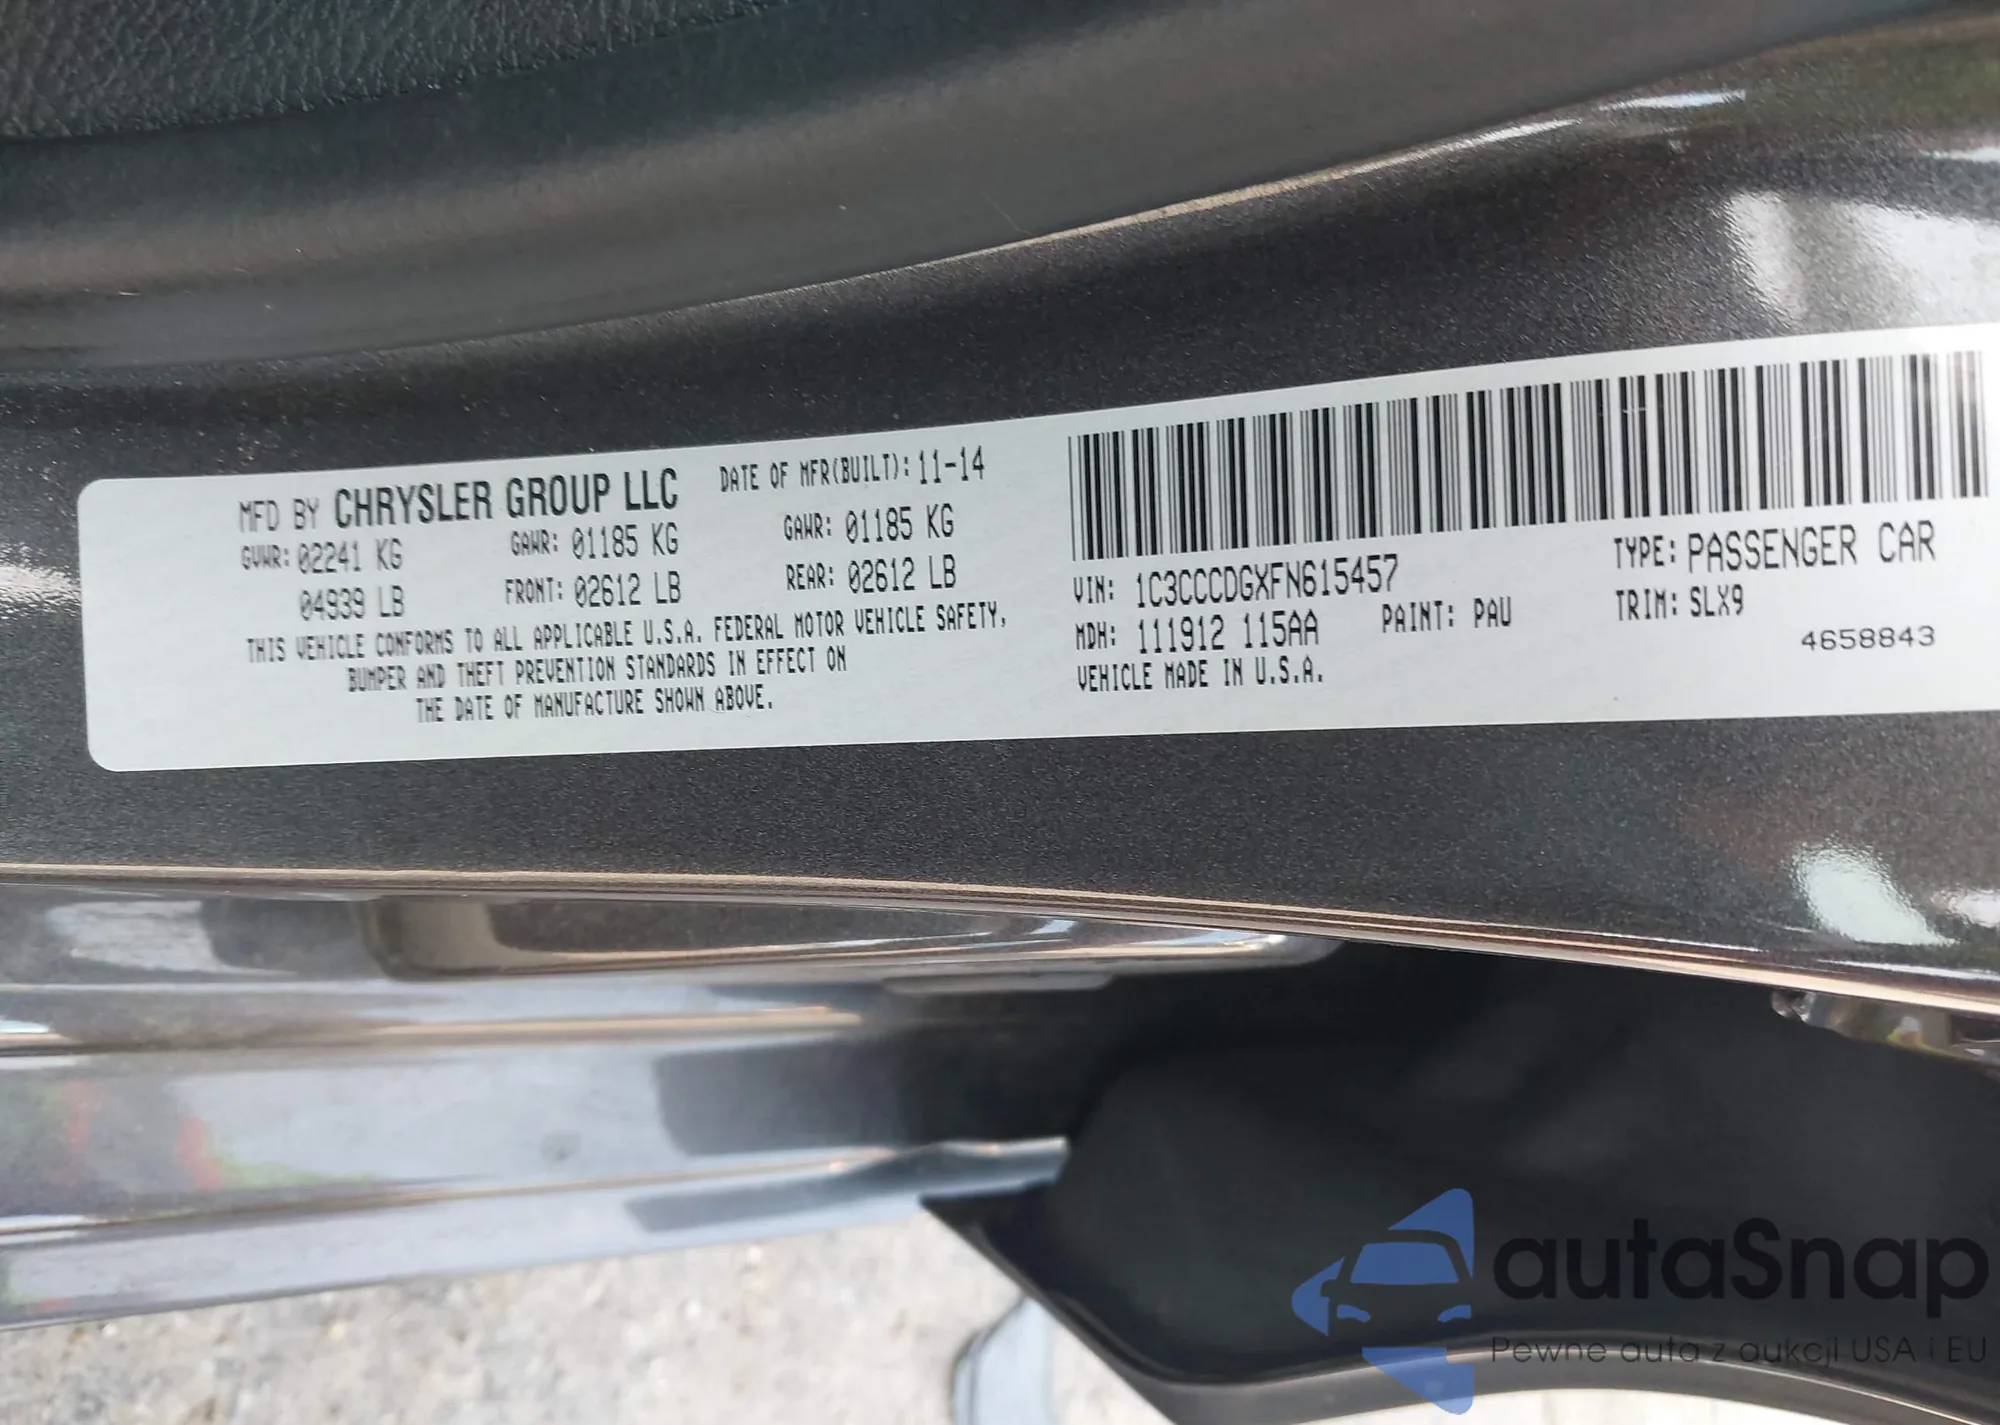 MFD BY CHRYSLER GROUP LLC DATE OF MFR(BUILT): 11-14
GVWR: 02241 KG GAWR: 01185 KG GAWR: 01185 KG
04939 LB FRONT: 02612 LB REAR: 02612 LB
THIS VEHICLE CONFORMS TO ALL APPLICABLE U.S.A. FEDERAL MOTOR VEHICLE SAFETY,
BUMPER AND THEFT PREVENTION STANDARDS IN EFFECT ON
THE DATE OF MANUFACTURE SHOWN ABOVE.
VIN: 1C3CCCDGXFN615457 TYPE: PASSENGER CAR
MDH: 111912 115AA PAINT: PAU TRIM: SLX9
VEHICLE MADE IN U.S.A. 4658843
autaSnap
Pewne auta z aukcji USA i EU